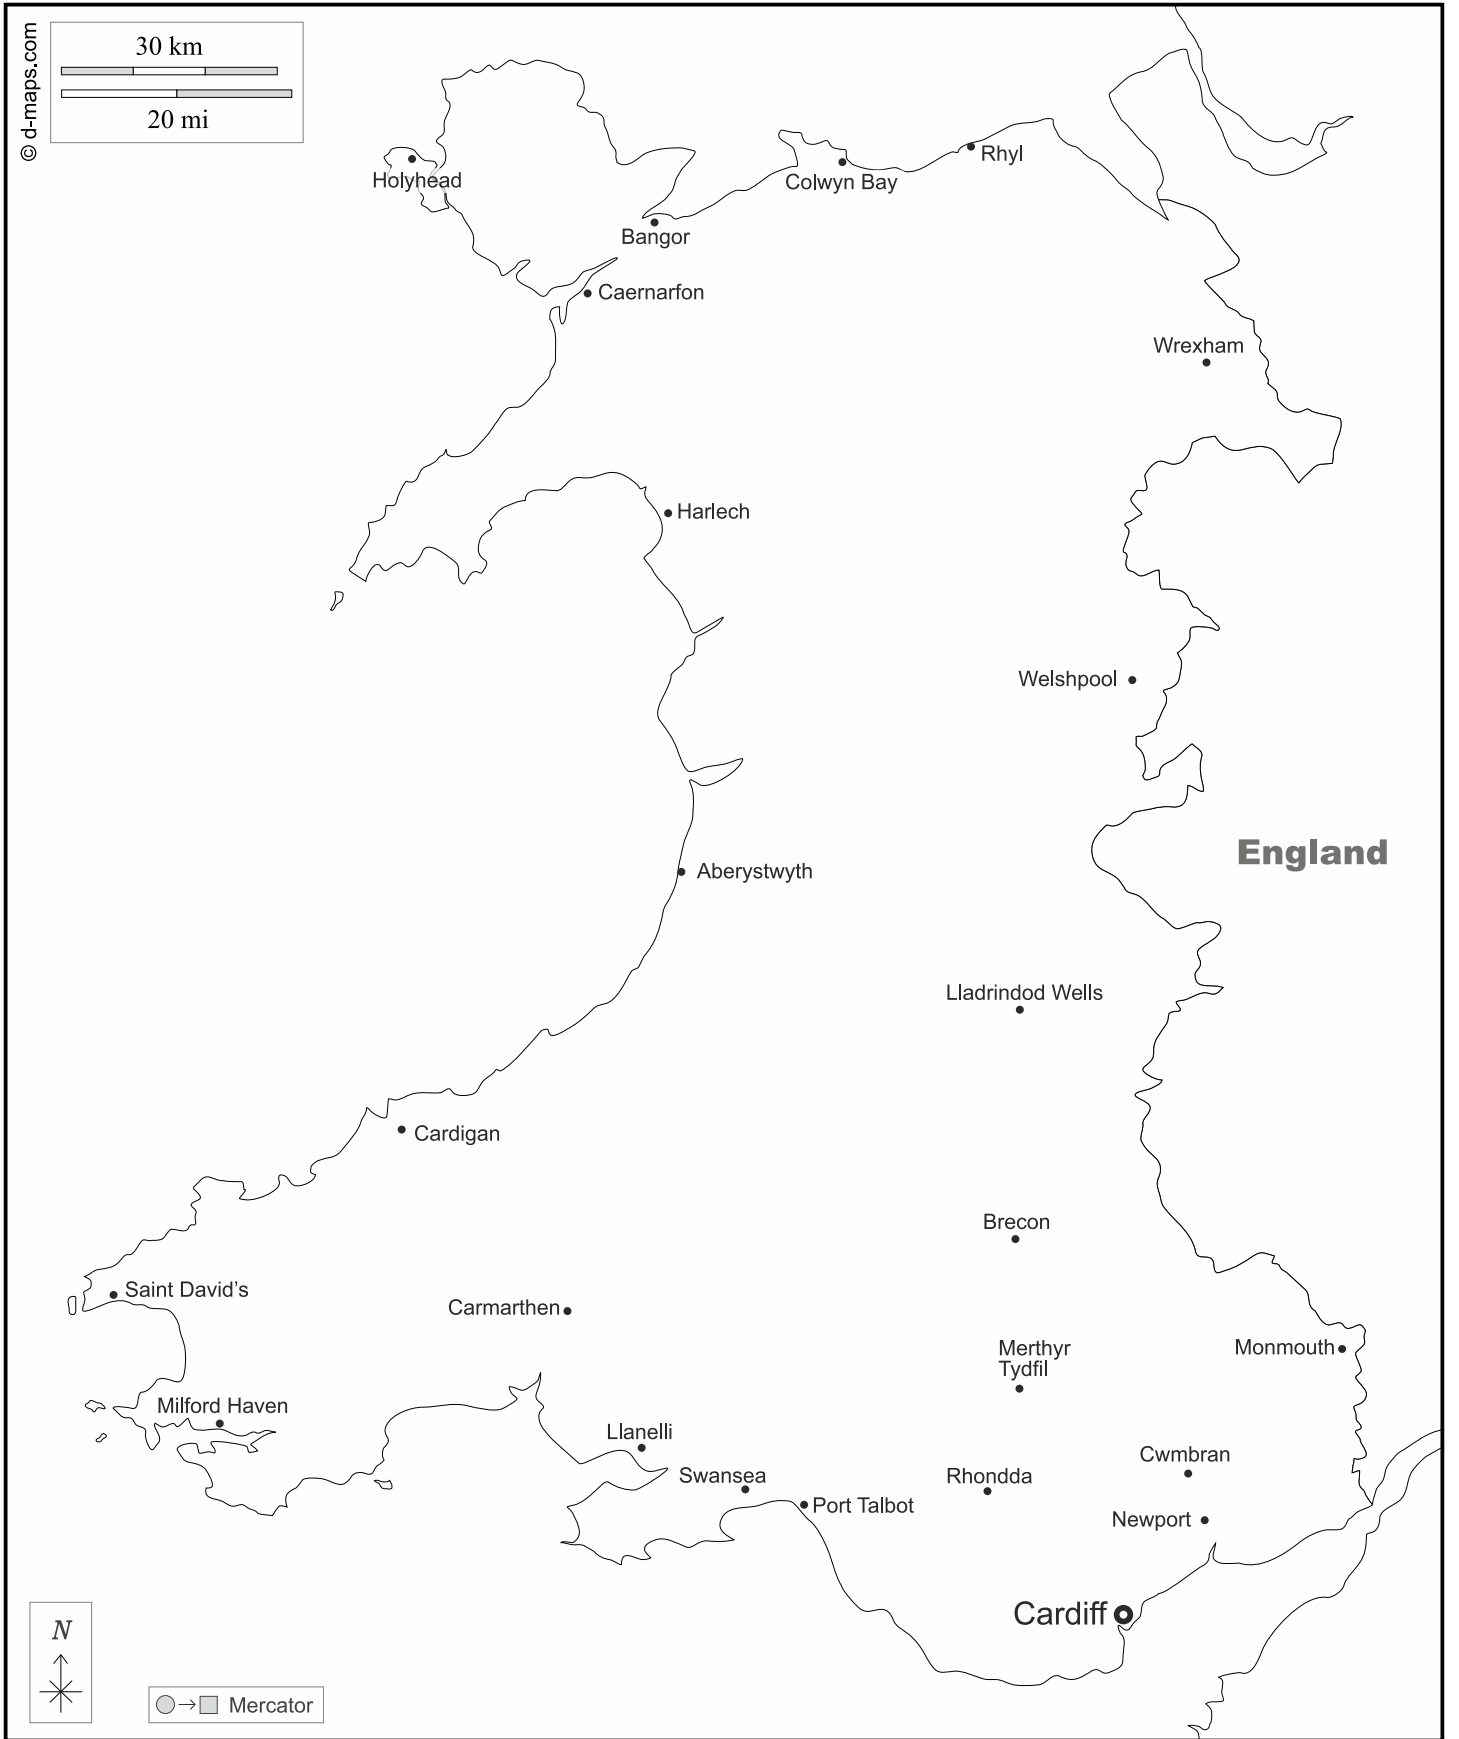 © d-maps.com
30 km
20 mi
Holyhead
Colwyn Bay
Rhyl
Bangor
Caernarfon
Wrexham
Harlech
Welshpool
England
Aberystwyth
Lladrindod Wells
Cardigan
Brecon
Saint David's
Carmarthen
Merthyr
Tydfil
Monmouth
Milford Haven
Llanelli
Cwmbran
Swansea
Rhondda
Port Talbot
Newport
Cardiff
N
Mercator